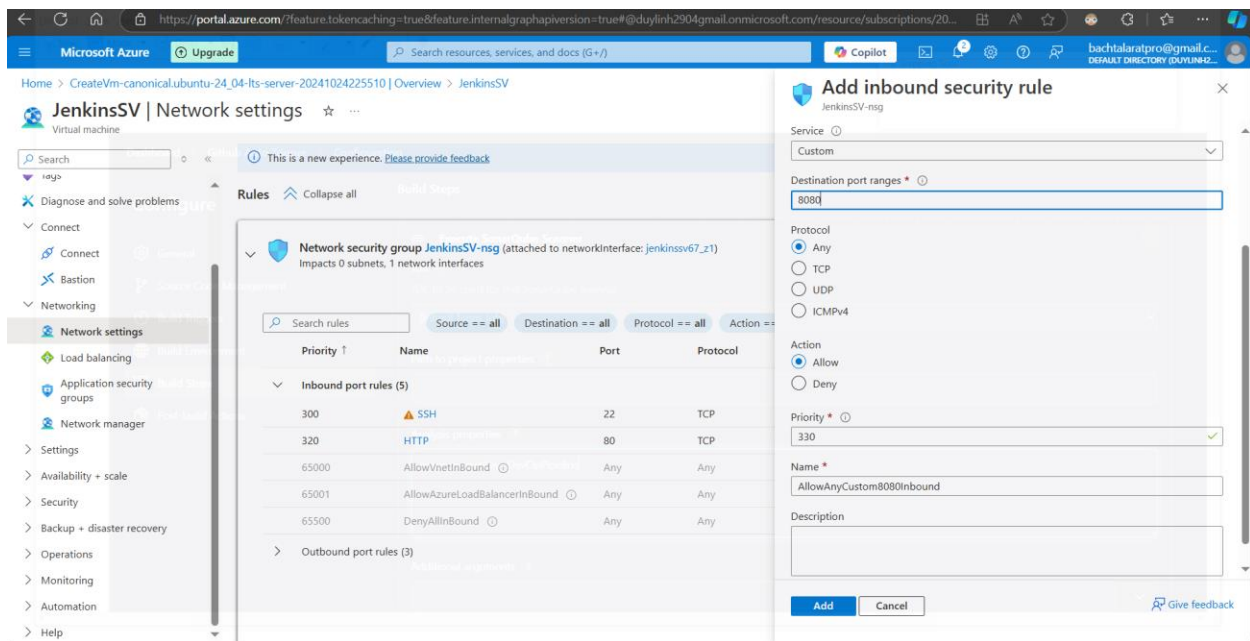 https://portal.azure.com/?feature.tokencaching=true&feature.internalgraphapiversion=true#@duylinh2904gmail.onmicrosoft.com/resource/subscriptions/20...
Microsoft Azure
Upgrade
Search resources, services, and docs (G+/)
Copilot
2
bachtalaratpro@gmail.c...
DEFAULT DIRECTORY (DUYLINH2...
Home > CreateVm-canonical.ubuntu-24_04-lts-server-20241024225510 | Overview > JenkinsSV
JenkinsSV | Network settings
Virtual machine
Search
Tags
Diagnose and solve problems
Connect
Connect
Bastion
Networking
Network settings
Load balancing
Application security
groups
Network manager
Settings
Availability + scale
Security
Backup + disaster recovery
Operations
Monitoring
Automation
Help
This is a new experience. Please provide feedback
Rules Collapse all
Network security group JenkinsSV-nsg (attached to networkInterface: jenkinssv67_z1)
Impacts 0 subnets, 1 network interfaces
Search rules Source == all Destination == all Protocol == all Action ==
Priority ↑ Name Port Protocol
Inbound port rules (5)
300 SSH 22 TCP
320 HTTP 80 TCP
65000 AllowVnetInBound Any Any
65001 AllowAzureLoadBalancerInBound Any Any
65500 DenyAllInBound Any Any
Outbound port rules (3)
Add inbound security rule
JenkinsSV-nsg
Service
Custom
Destination port ranges *
8080
Protocol
Any
TCP
UDP
ICMPv4
Action
Allow
Deny
Priority *
330
Name *
AllowAnyCustom8080Inbound
Description
Add Cancel Give feedback